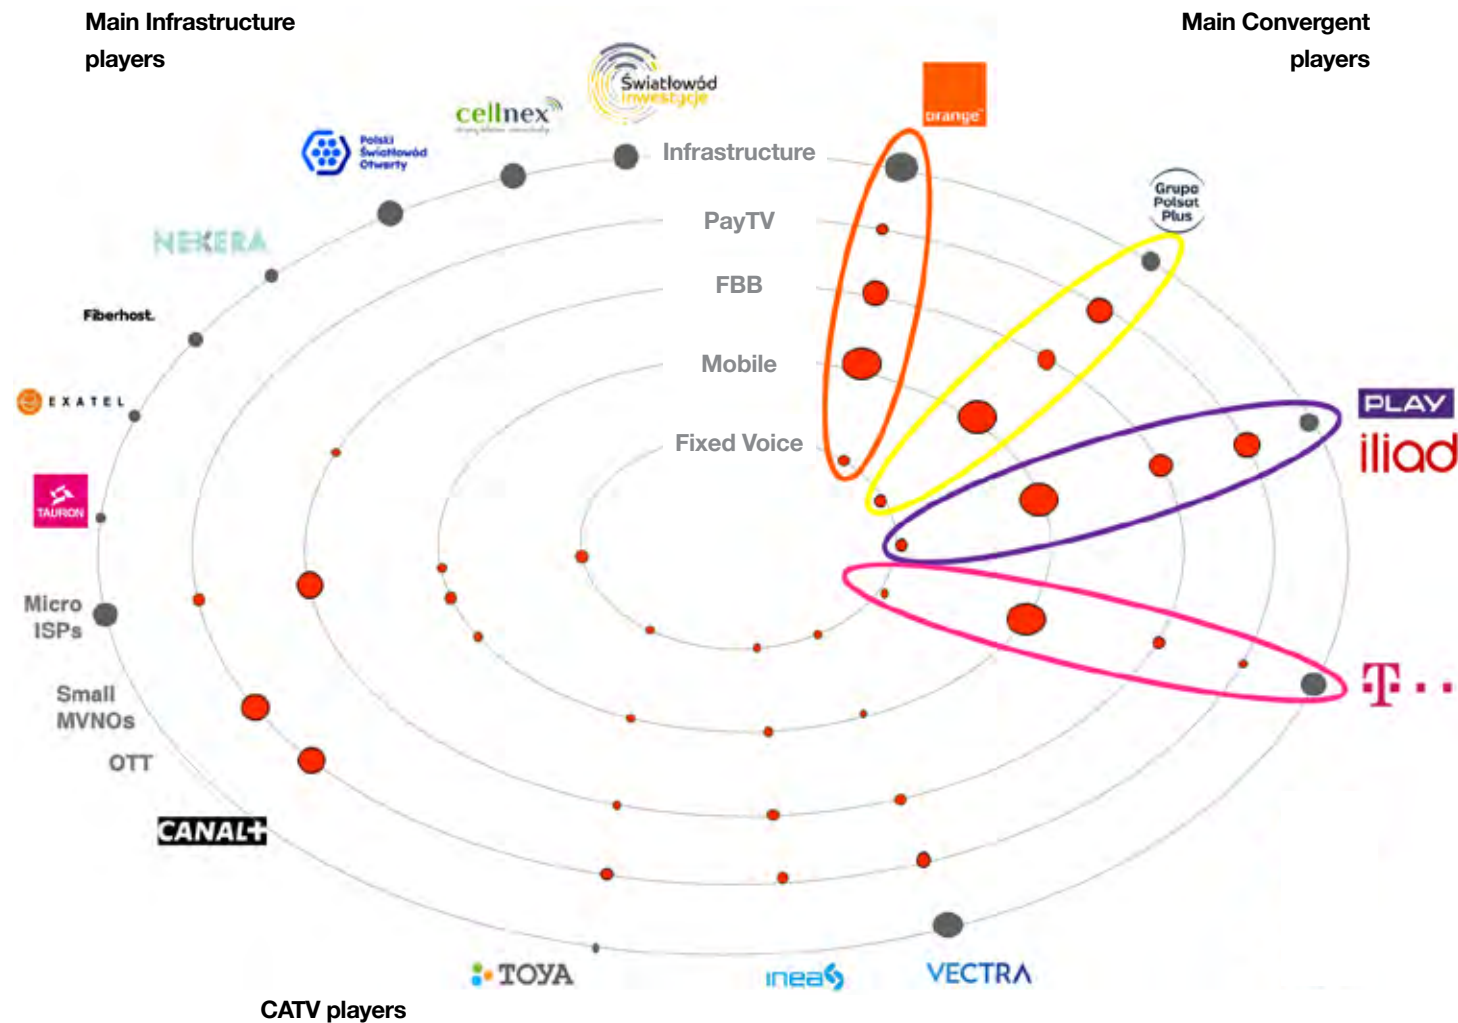 Main Infrastructure
players
Main Convergent
players
Światłowód
inwestycje
orange
cellnex
Polski
Światłowód
Otwarty
Infrastructure
Grupa
Polsat
Plus
PayTV
NEXERA
FBB
Fiberhost.
Mobile
EXATEL
PLAY
iliad
Fixed Voice
TAURON
Micro
ISPs
Small
MVNOs
T
OTT
CANAL+
TOYA
inea
VECTRA
CATV players